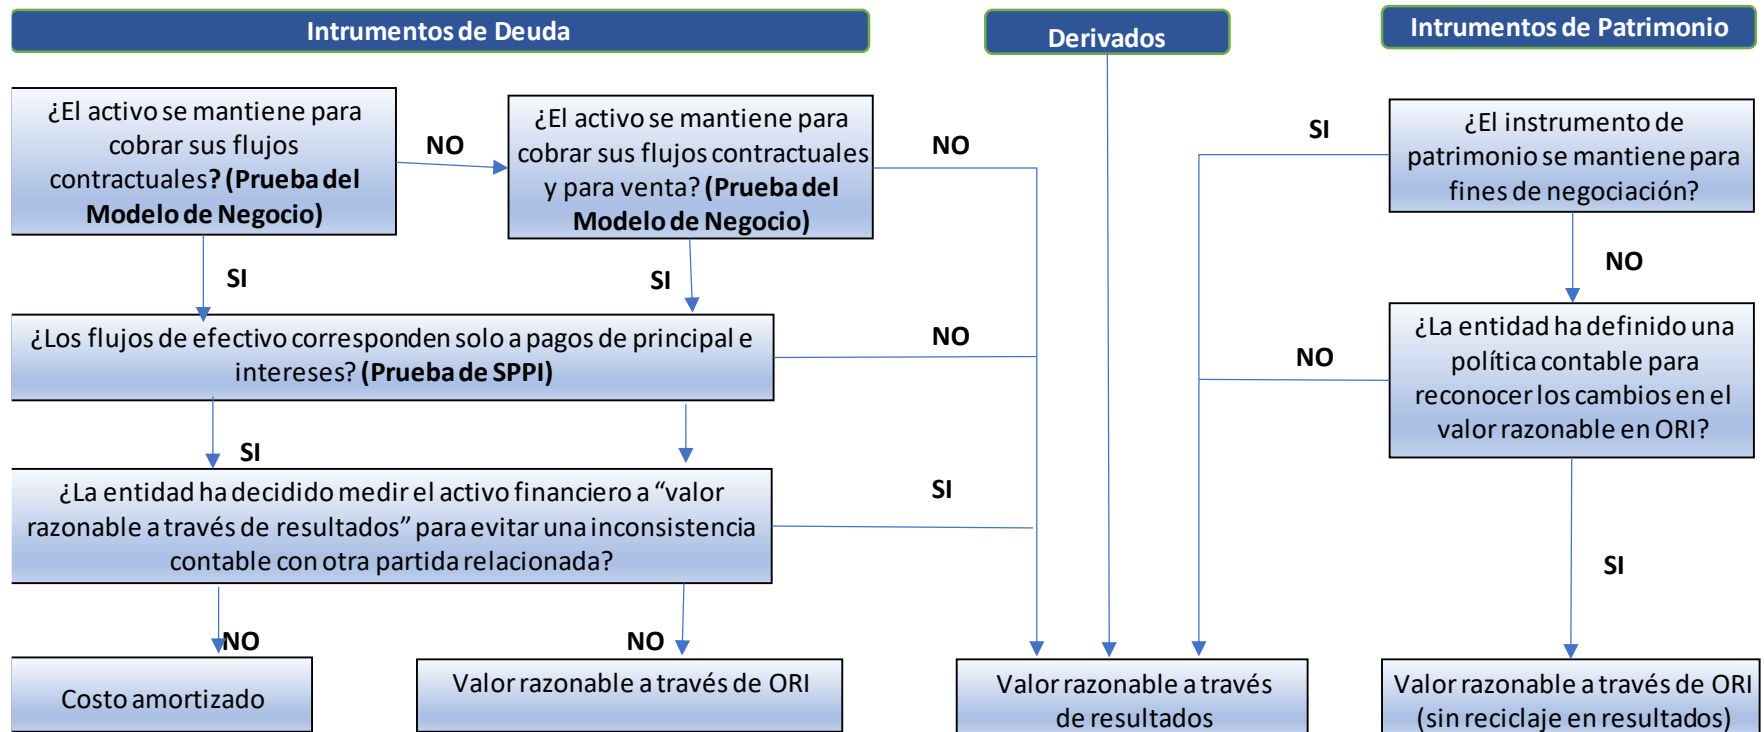 Intrumentos de Deuda
Derivados
Intrumentos de Patrimonio
¿El activo se mantiene para
cobrar sus flujos
contractuales? (Prueba del
Modelo de Negocio)
NO
¿El activo se mantiene para
cobrar sus flujos contractuales
y para venta? (Prueba del
Modelo de Negocio)
NO
SI
¿El instrumento de
patrimonio se mantiene para
fines de negociación?
SI
SI
NO
¿Los flujos de efectivo corresponden solo a pagos de principal e
intereses? (Prueba de SPPI)
NO
NO
¿La entidad ha definido una
política contable para
reconocer los cambios en el
valor razonable en ORI?
SI
¿La entidad ha decidido medir el activo financiero a “valor
razonable a través de resultados” para evitar una inconsistencia
contable con otra partida relacionada?
SI
SI
NO
NO
Costo amortizado
Valor razonable a través de ORI
Valor razonable a través
de resultados
Valor razonable a través de ORI
(sin reciclaje en resultados)